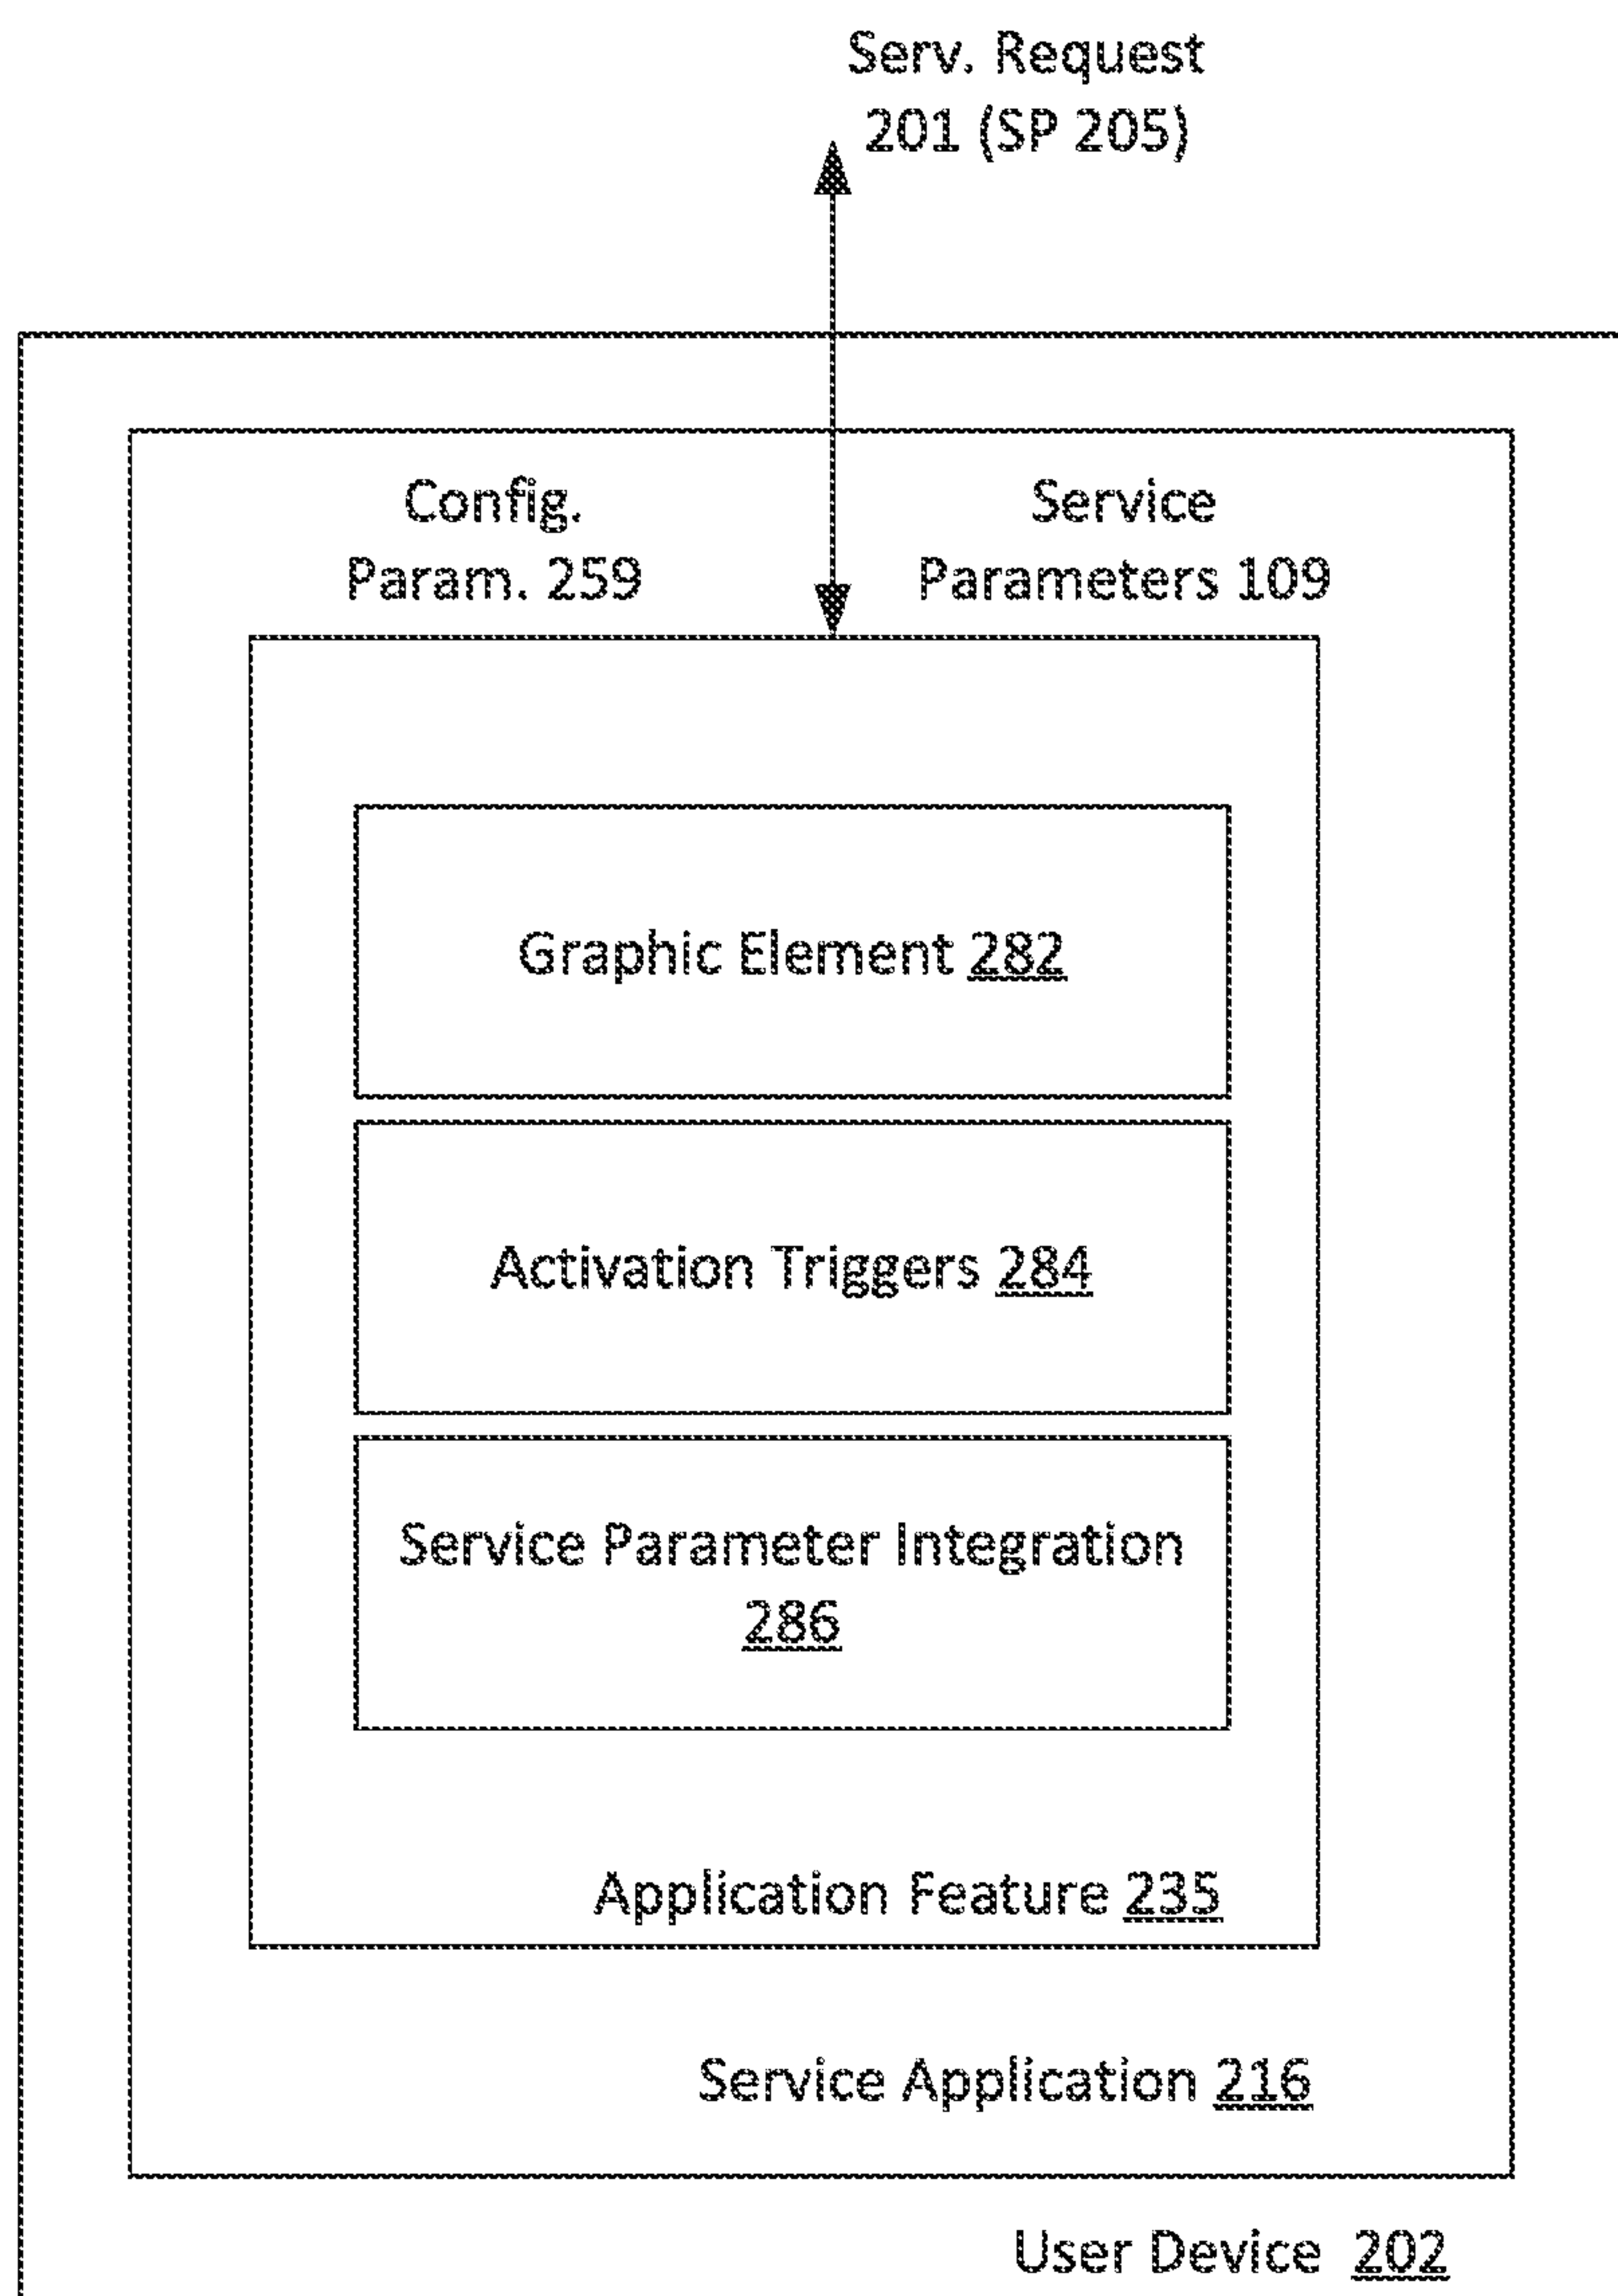 Serv. Request
201 (SP 205)
Config.
Param. 259
Service
Parameters 109
Graphic Element 282
Activation Triggers 284
Service Parameter Integration
286
Application Feature 235
Service Application 216
User Device 202